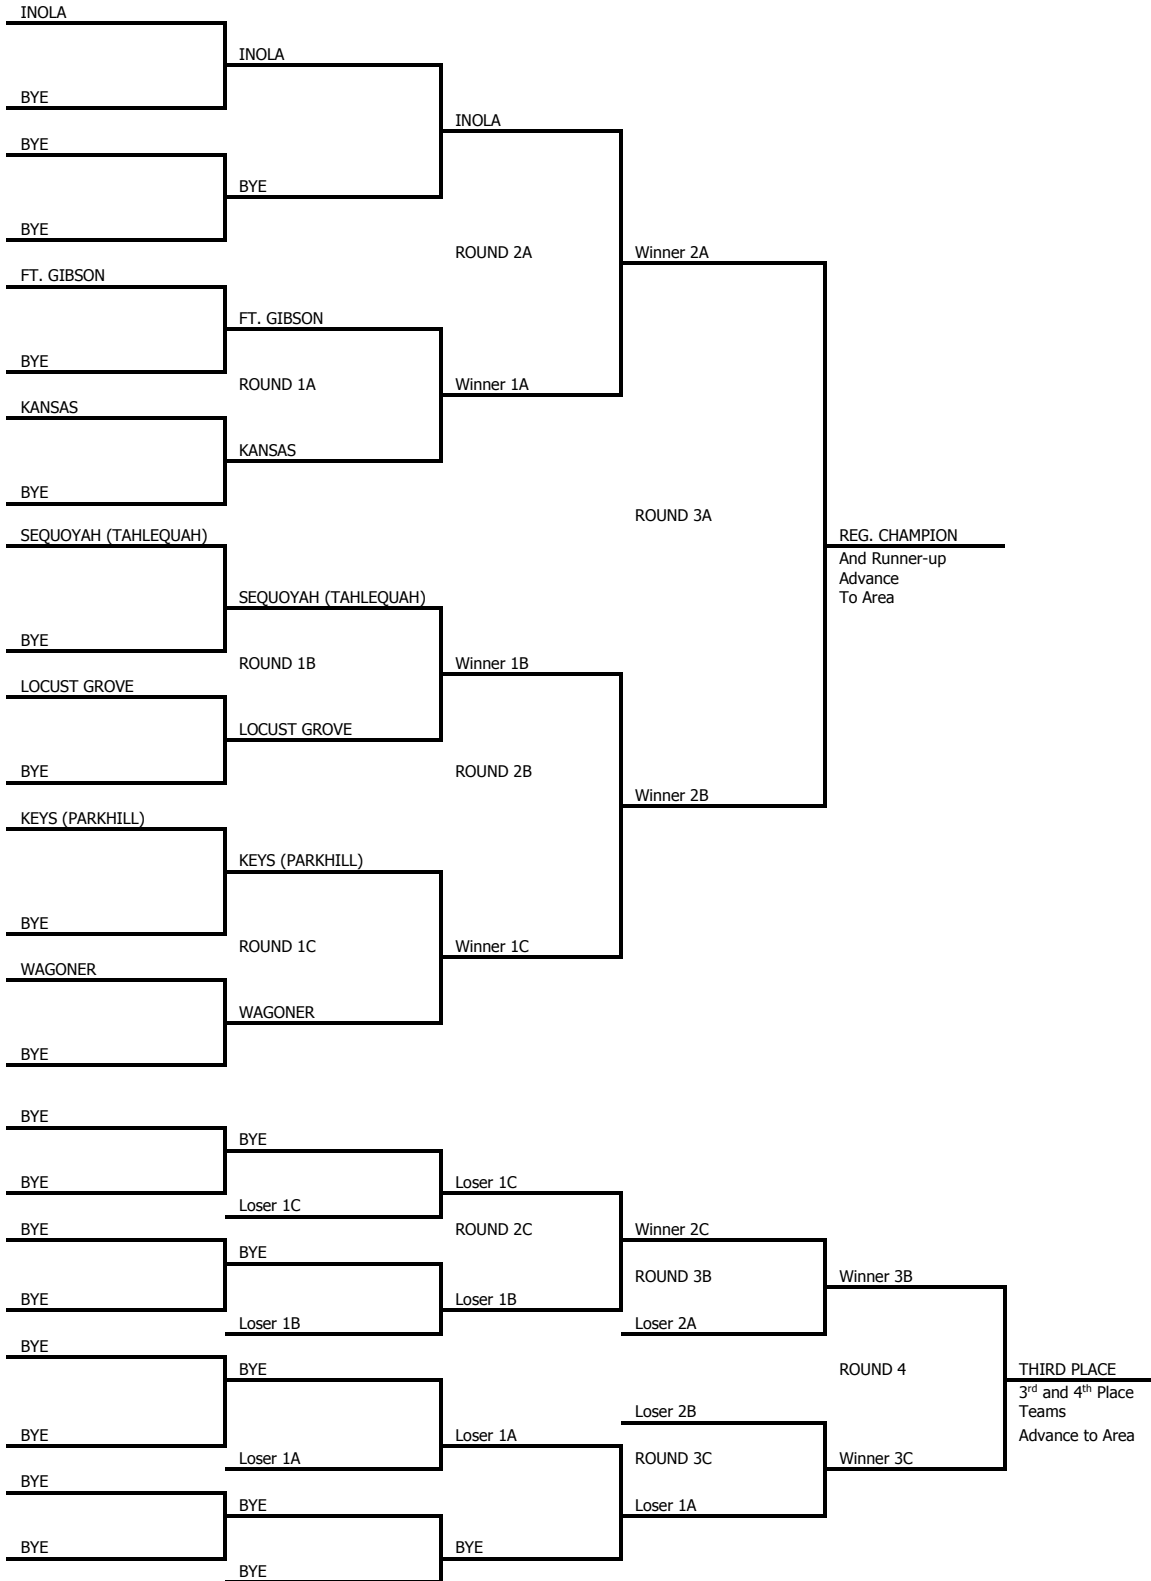 INOLA
INOLA
BYE
INOLA
BYE
BYE
BYE
ROUND 2A
Winner 2A
FT. GIBSON
FT. GIBSON
BYE
ROUND 1A
Winner 1A
KANSAS
KANSAS
BYE
ROUND 3A
SEQUOYAH (TAHLEQUAH)
REG. CHAMPION
And Runner-up
Advance
To Area
SEQUOYAH (TAHLEQUAH)
BYE
ROUND 1B
Winner 1B
LOCUST GROVE
LOCUST GROVE
BYE
ROUND 2B
Winner 2B
KEYS (PARKHILL)
KEYS (PARKHILL)
BYE
ROUND 1C
Winner 1C
WAGONER
WAGONER
BYE
BYE
BYE
BYE
Loser 1C
Loser 1C
BYE
ROUND 2C
Winner 2C
BYE
ROUND 3B
Winner 3B
BYE
Loser 1B
Loser 1B
Loser 2A
BYE
BYE
ROUND 4
THIRD PLACE
3rd and 4th Place
Teams
Advance to Area
Loser 2B
BYE
Loser 1A
Loser 1A
ROUND 3C
Winner 3C
BYE
BYE
Loser 1A
BYE
BYE
BYE